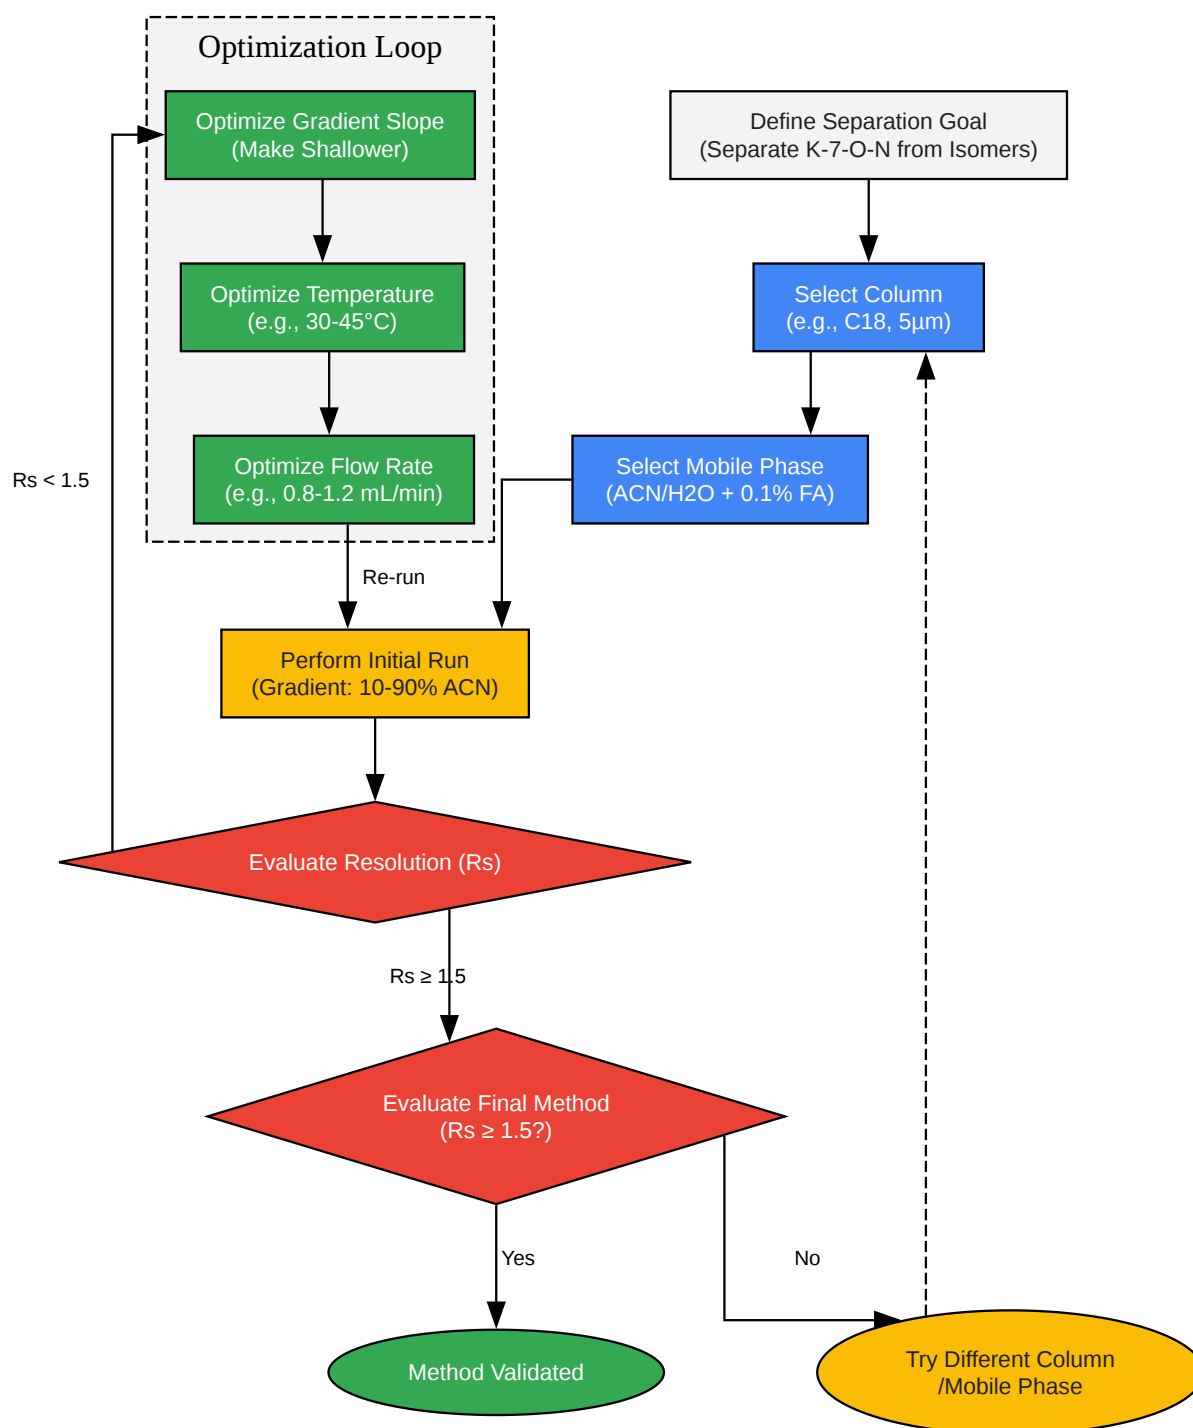 Optimization Loop
Optimize Gradient Slope
(Make Shallower)
Define Separation Goal
(Separate K-7-O-N from Isomers)
Optimize Temperature
(e.g., 30-45°C)
Select Column
(e.g., C18, 5µm)
Optimize Flow Rate
(e.g., 0.8-1.2 mL/min)
Select Mobile Phase
(ACN/H2O + 0.1% FA)
Rs < 1.5
Re-run
Perform Initial Run
(Gradient: 10-90% ACN)
Evaluate Resolution (Rs)
Rs ≥ 1.5
Evaluate Final Method
(Rs ≥ 1.5?)
Yes
No
Method Validated
Try Different Column
/Mobile Phase